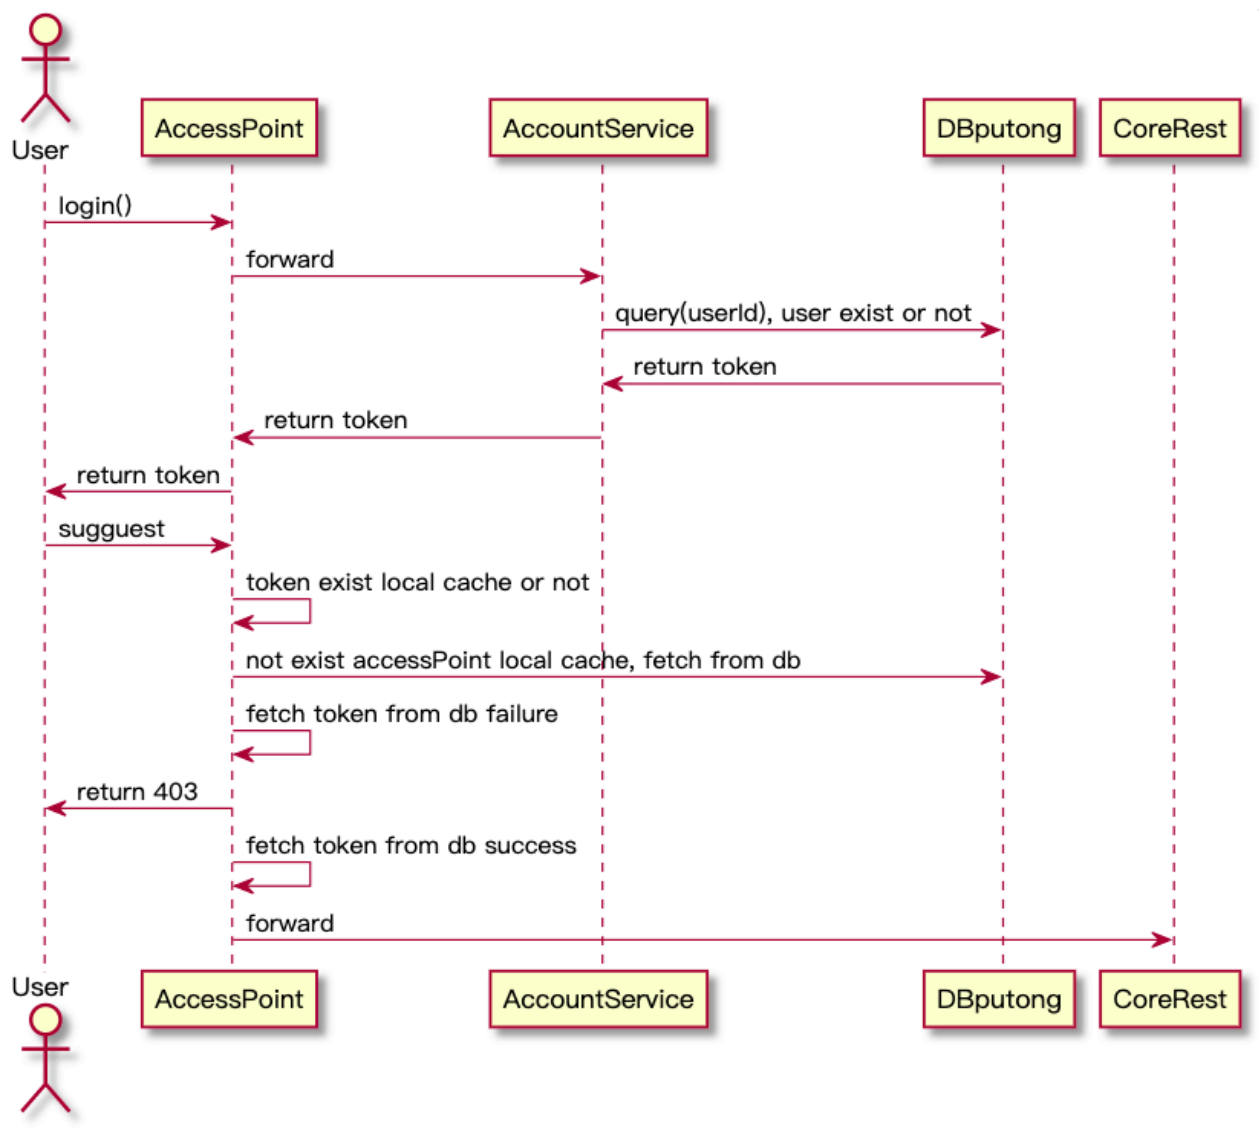 User
AccessPoint
AccountService
DBputong
CoreRest
login()
forward
query(userId), user exist or not
return token
return token
return token
sugguest
token exist local cache or not
not exist accessPoint local cache, fetch from db
fetch token from db failure
return 403
fetch token from db success
forward
User
AccessPoint
AccountService
DBputong
CoreRest